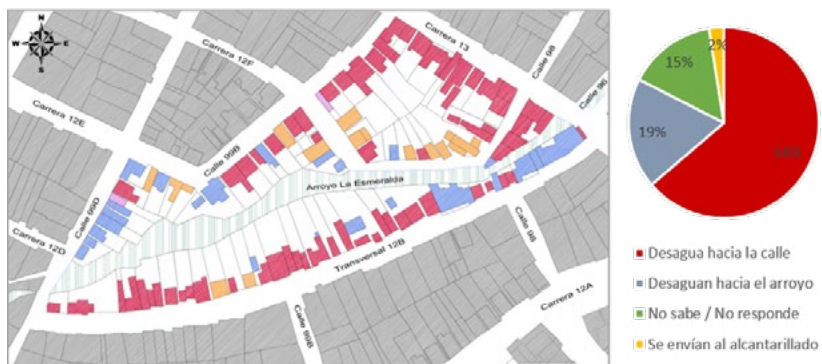 N
W E
S
Carrera 13
Carrera 12F
Calle 98
Calle 96
Carrera 12E
Calle 99B
Arroyo La Esmeralda
Calle 99D
Carrera 12D
Transversal 12B
Calle 98
Carrera 12A
Calle 99B
2%
15%
19%
64%
Desagua hacia la calle
Desaguan hacia el arroyo
No sabe / No responde
Se envían al alcantarillado